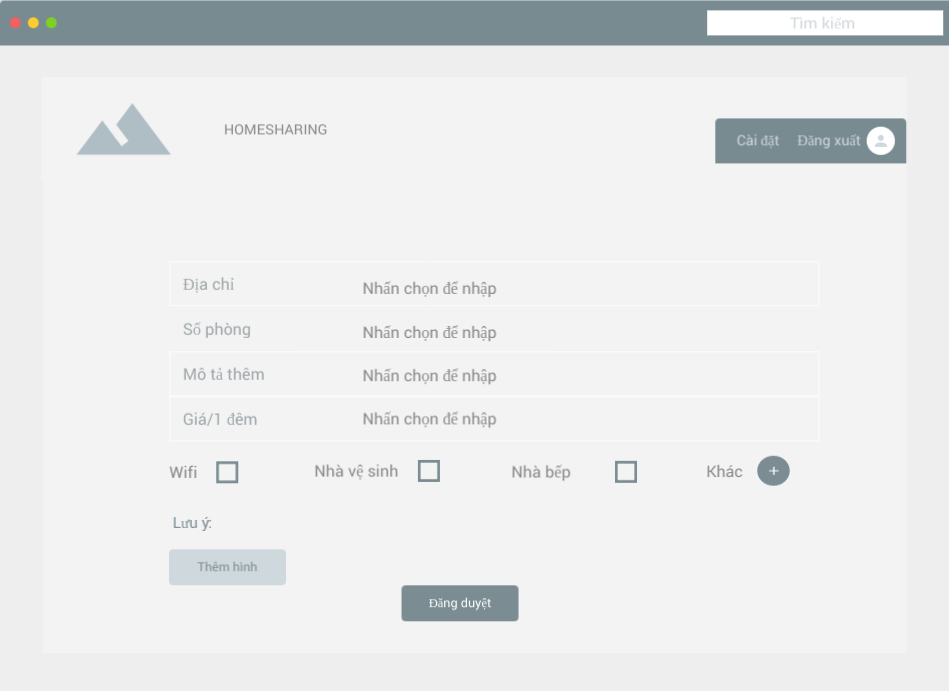 Tìm kiếm
HOMESHARING
Cài đặt Đăng xuất
Địa chỉ Nhấn chọn để nhập
Số phòng Nhấn chọn để nhập
Mô tả thêm Nhấn chọn để nhập
Giá/1 đêm Nhấn chọn để nhập
Wifi Nhà vệ sinh Nhà bếp Khác +
Lưu ý:
Thêm hình
Đăng duyệt